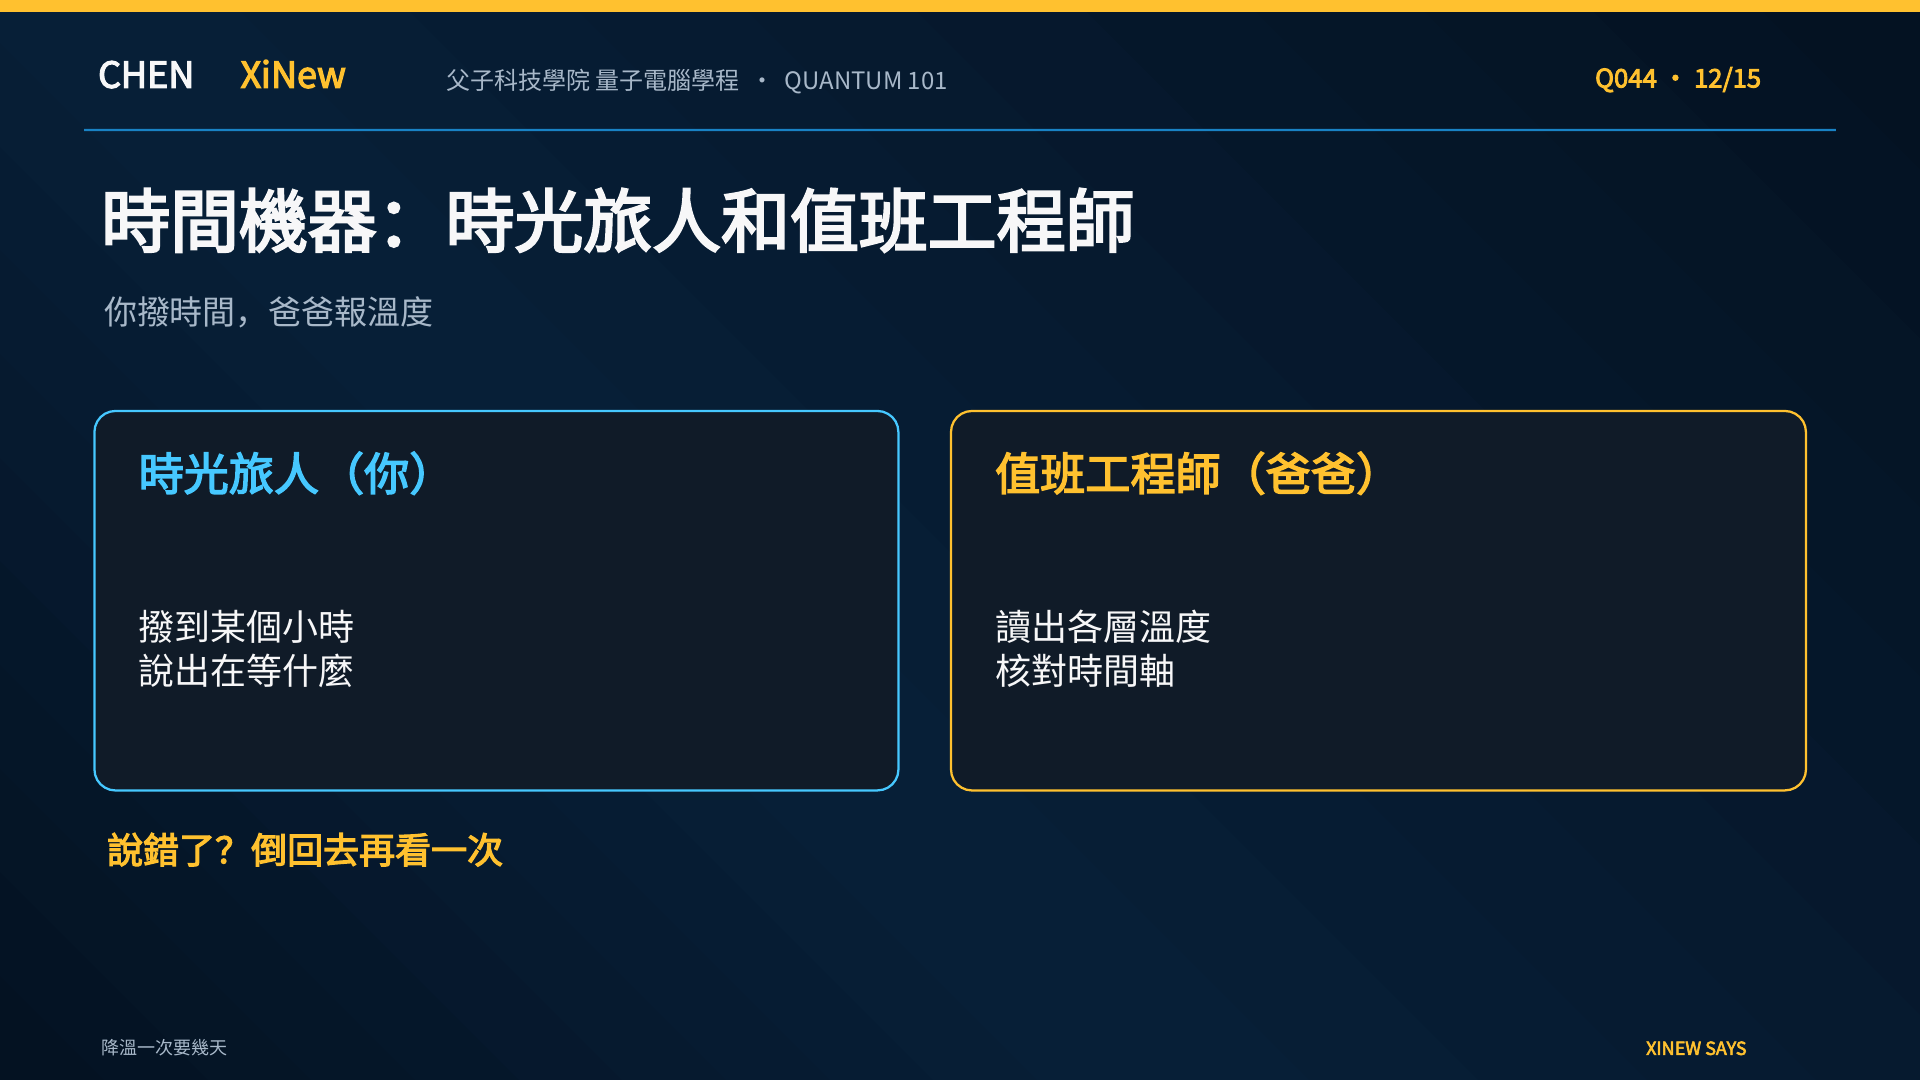 CHEN XiNew 父子科技學院 量子電腦學程 • QUANTUM 101 Q044 • 12/15
時間機器：時光旅人和值班工程師
你撥時間，爸爸報溫度
時光旅人（你）
撥到某個小時
說出在等什麼
值班工程師（爸爸）
讀出各層溫度
核對時間軸
說錯了？倒回去再看一次
降溫一次要幾天
XINEW SAYS